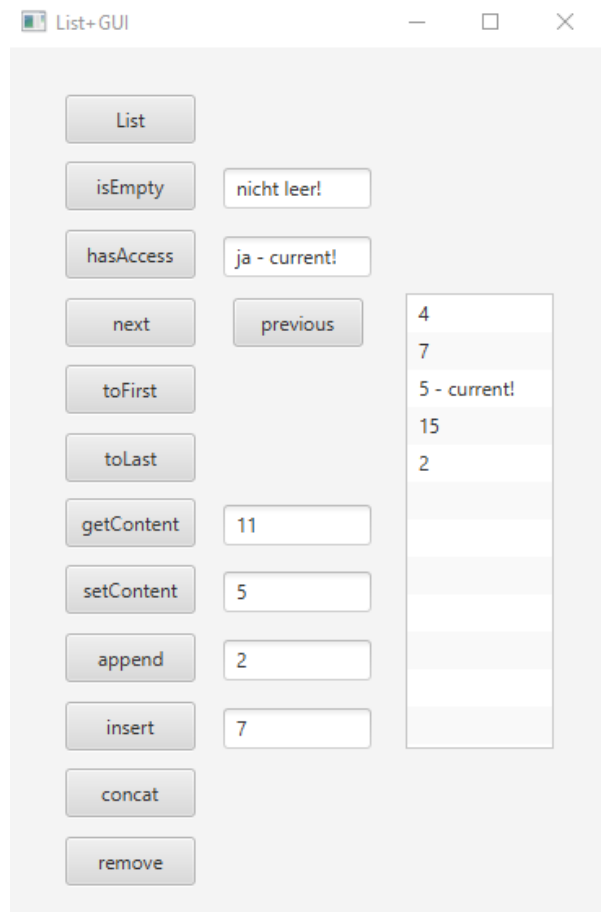 List+GUI
List
isEmpty
nicht leer!
hasAccess
ja - current!
next
previous
toFirst
toLast
getContent
11
setContent
5
append
2
insert
7
concat
remove
4
7
5 - current!
15
2